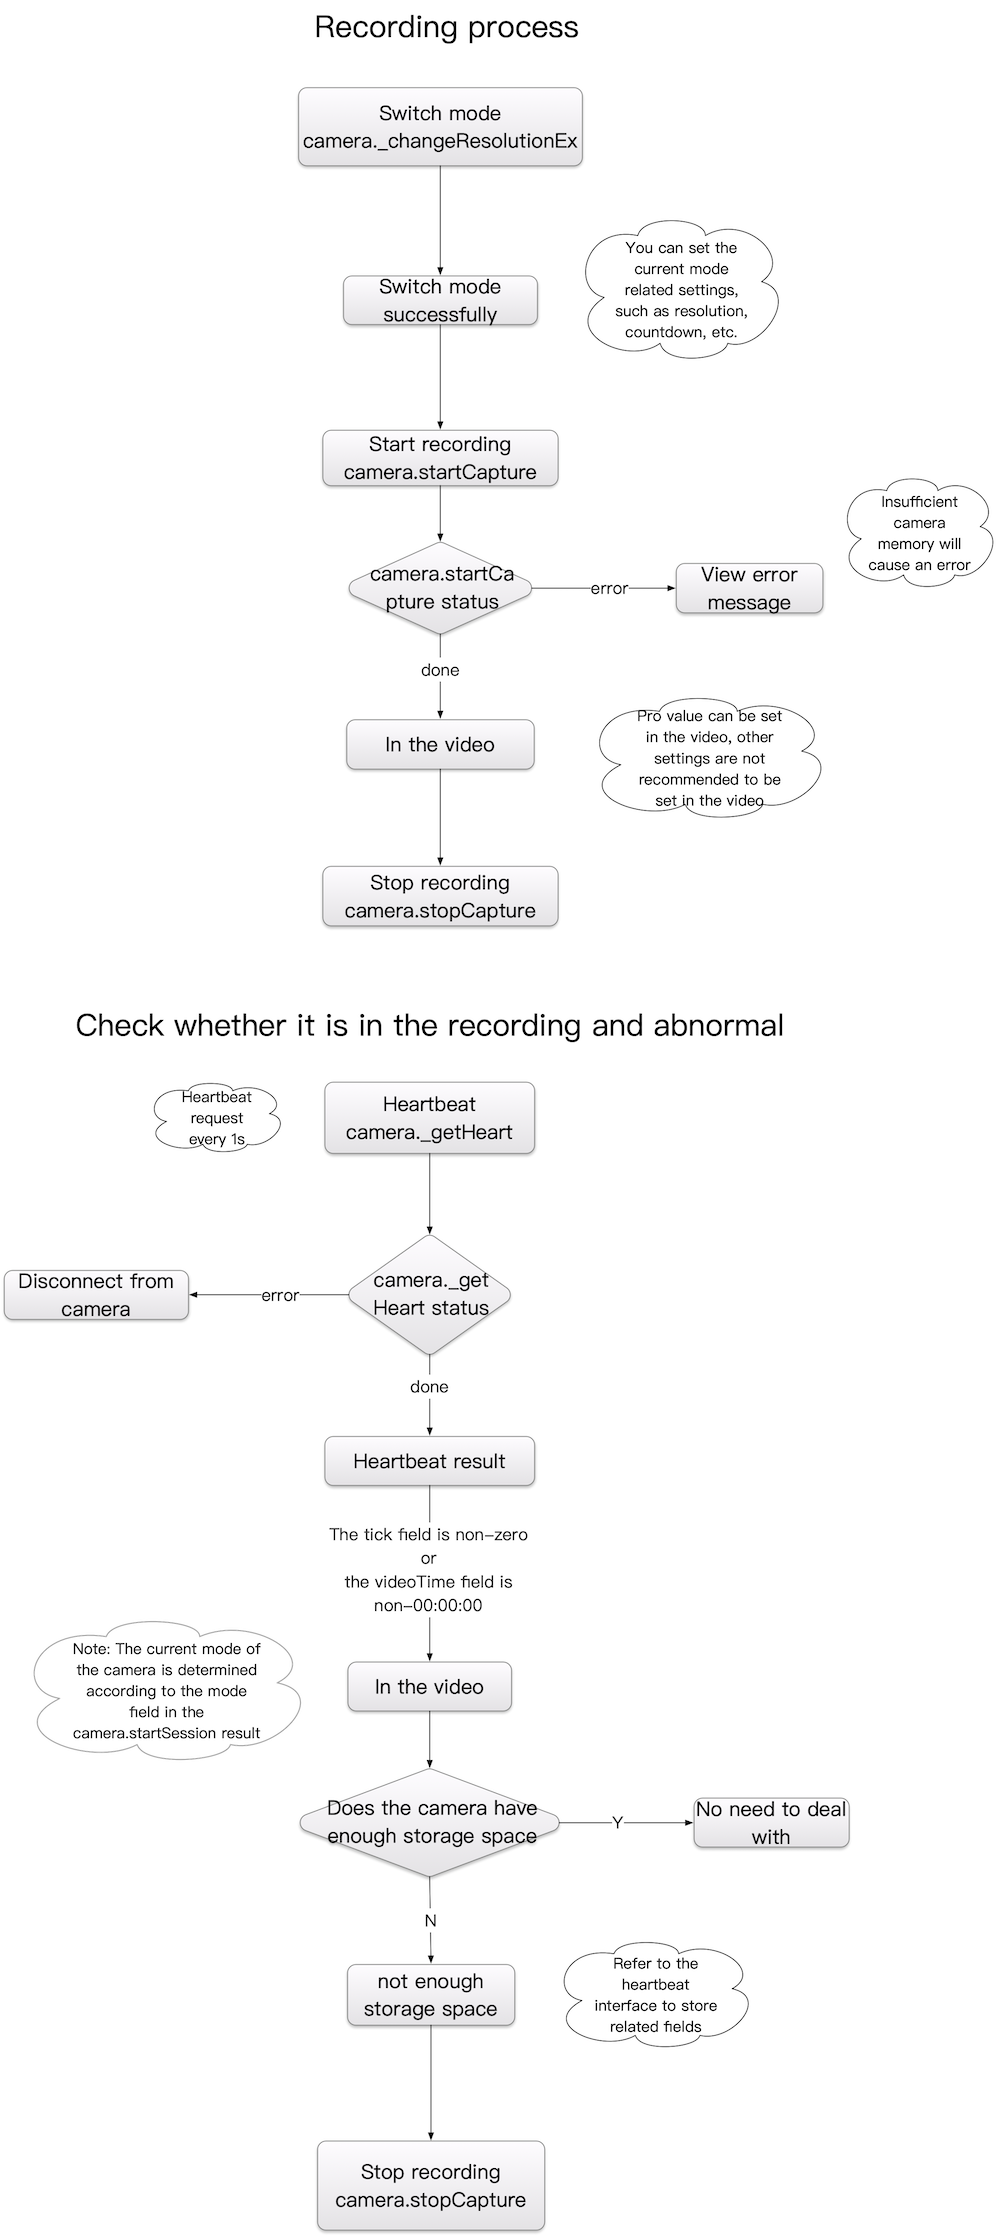 Recording process
Switch mode
camera._changeResolutionEx
You can set the
current mode
related settings,
such as resolution,
countdown, etc.
Switch mode
successfully
Start recording
camera.startCapture
Insufficient
camera
memory will
cause an error
camera.startCa
pture status
error
View error
message
done
Pro value can be set
in the video, other
settings are not
recommended to be
set in the video
In the video
Stop recording
camera.stopCapture
Check whether it is in the recording and abnormal
Heartbeat
request
every 1s
Heartbeat
camera._getHeart
Disconnect from
camera
error
camera._get
Heart status
done
Heartbeat result
The tick field is non-zero
or
the videoTime field is
non-00:00:00
Note: The current mode of
the camera is determined
according to the mode
field in the
camera.startSession result
In the video
Does the camera have
enough storage space
Y
No need to deal
with
N
not enough
storage space
Refer to the
heartbeat
interface to store
related fields
Stop recording
camera.stopCapture